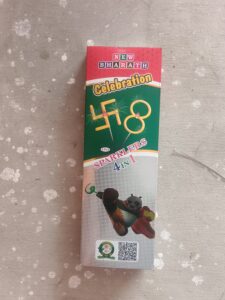 NEW
BHARATH
Celebration
SPARKLERS
4 IN 1